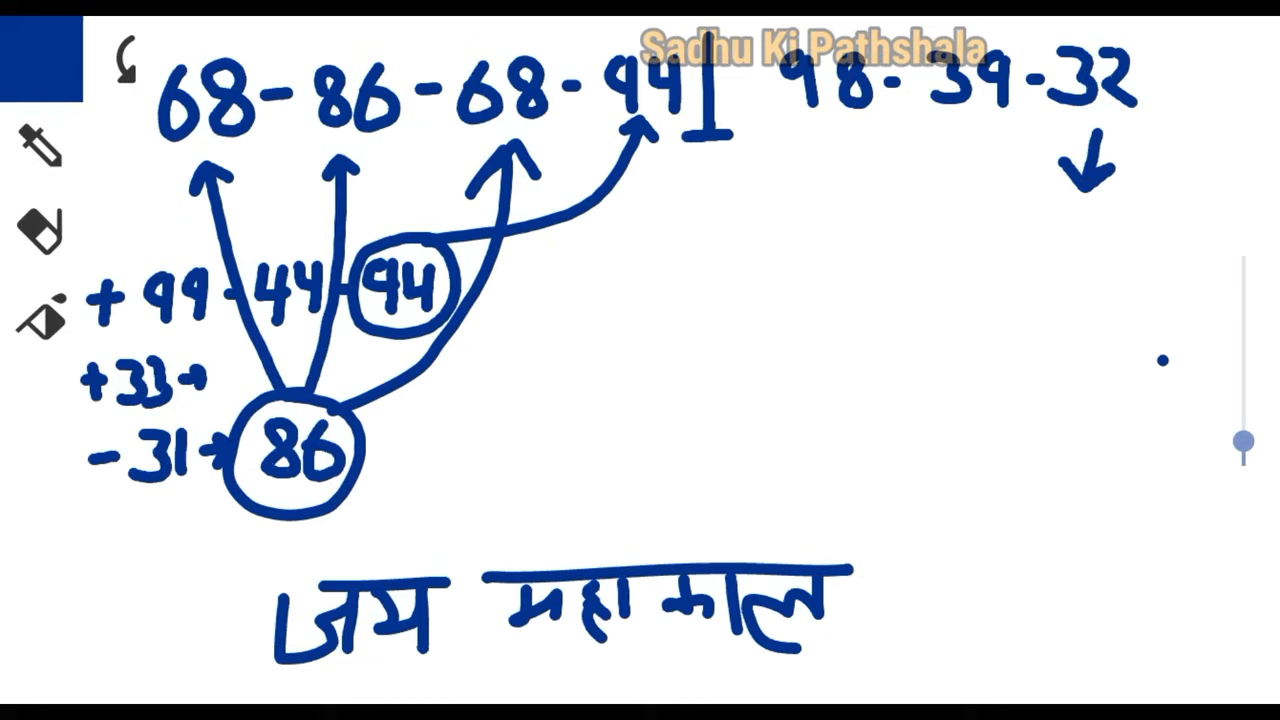 Sadhu Ki Pathshala
68 - 86 - 68 - 94 | 98 - 39 - 32
+ 99 - 44 - 94
+33→
- 31→ 86
जय महाकाल